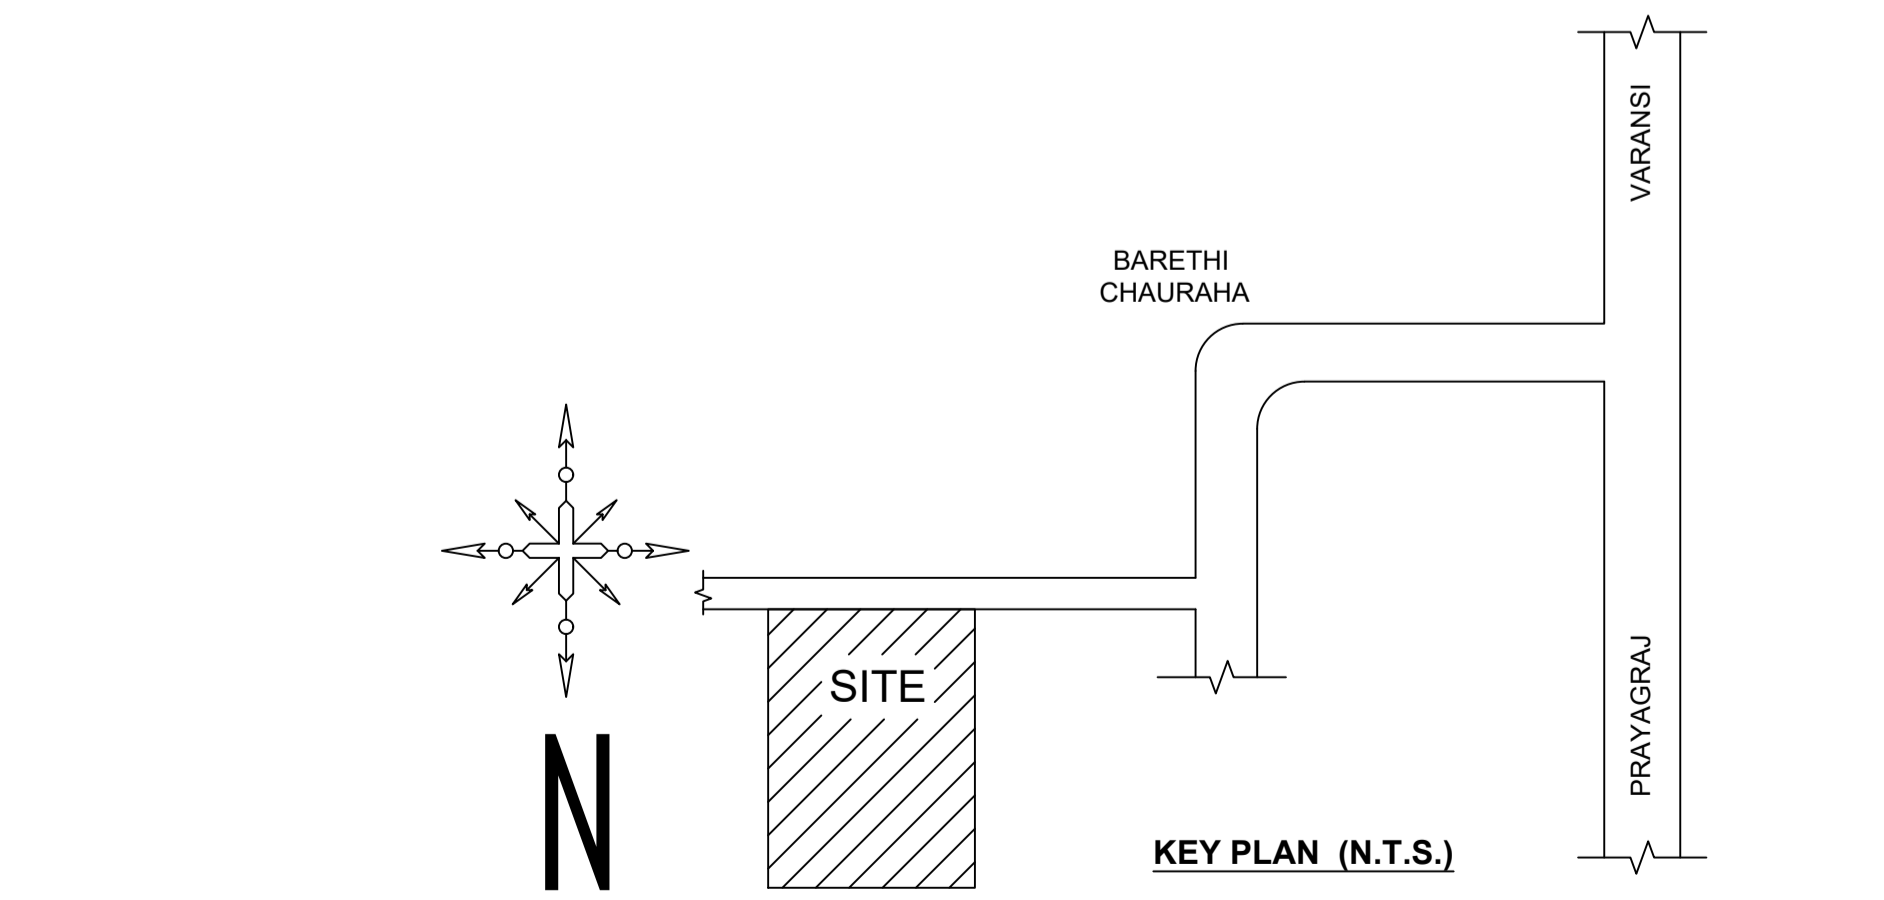 VARANSI
BARETHI
CHAURAHA
SITE
N
PRAYAGRAJ
KEY PLAN (N.T.S.)